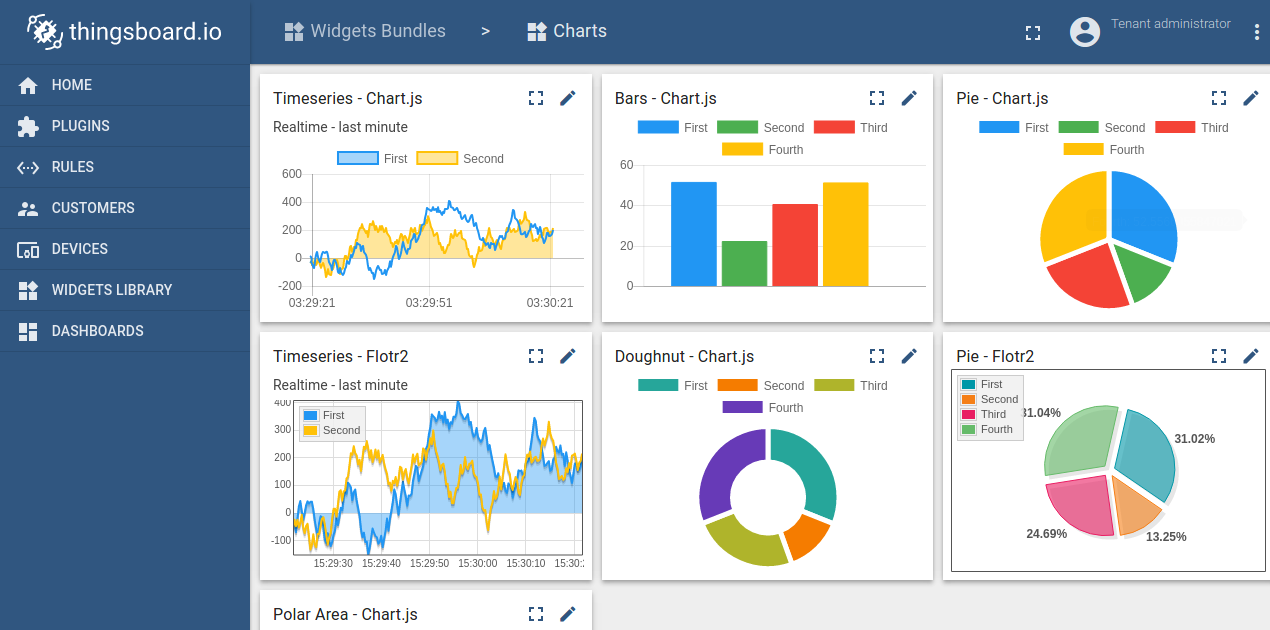 thingsboard.io
Widgets Bundles > Charts
Tenant administrator
HOME
PLUGINS
RULES
CUSTOMERS
DEVICES
WIDGETS LIBRARY
DASHBOARDS
Timeseries - Chart.js
Realtime - last minute
First Second
600
400
200
0
-200
03:29:21 03:29:51 03:30:21
Bars - Chart.js
First Second Third
Fourth
60
40
20
0
Pie - Chart.js
First Second Third
Fourth
Timeseries - Flotr2
Realtime - last minute
First
Second
400
300
200
100
0
-100
15:29:30 15:29:40 15:29:50 15:30:00 15:30:10 15:30:2
Doughnut - Chart.js
First Second Third
Fourth
Pie - Flotr2
First
Second
Third
Fourth
31.04%
31.02%
24.69%
13.25%
Polar Area - Chart.js